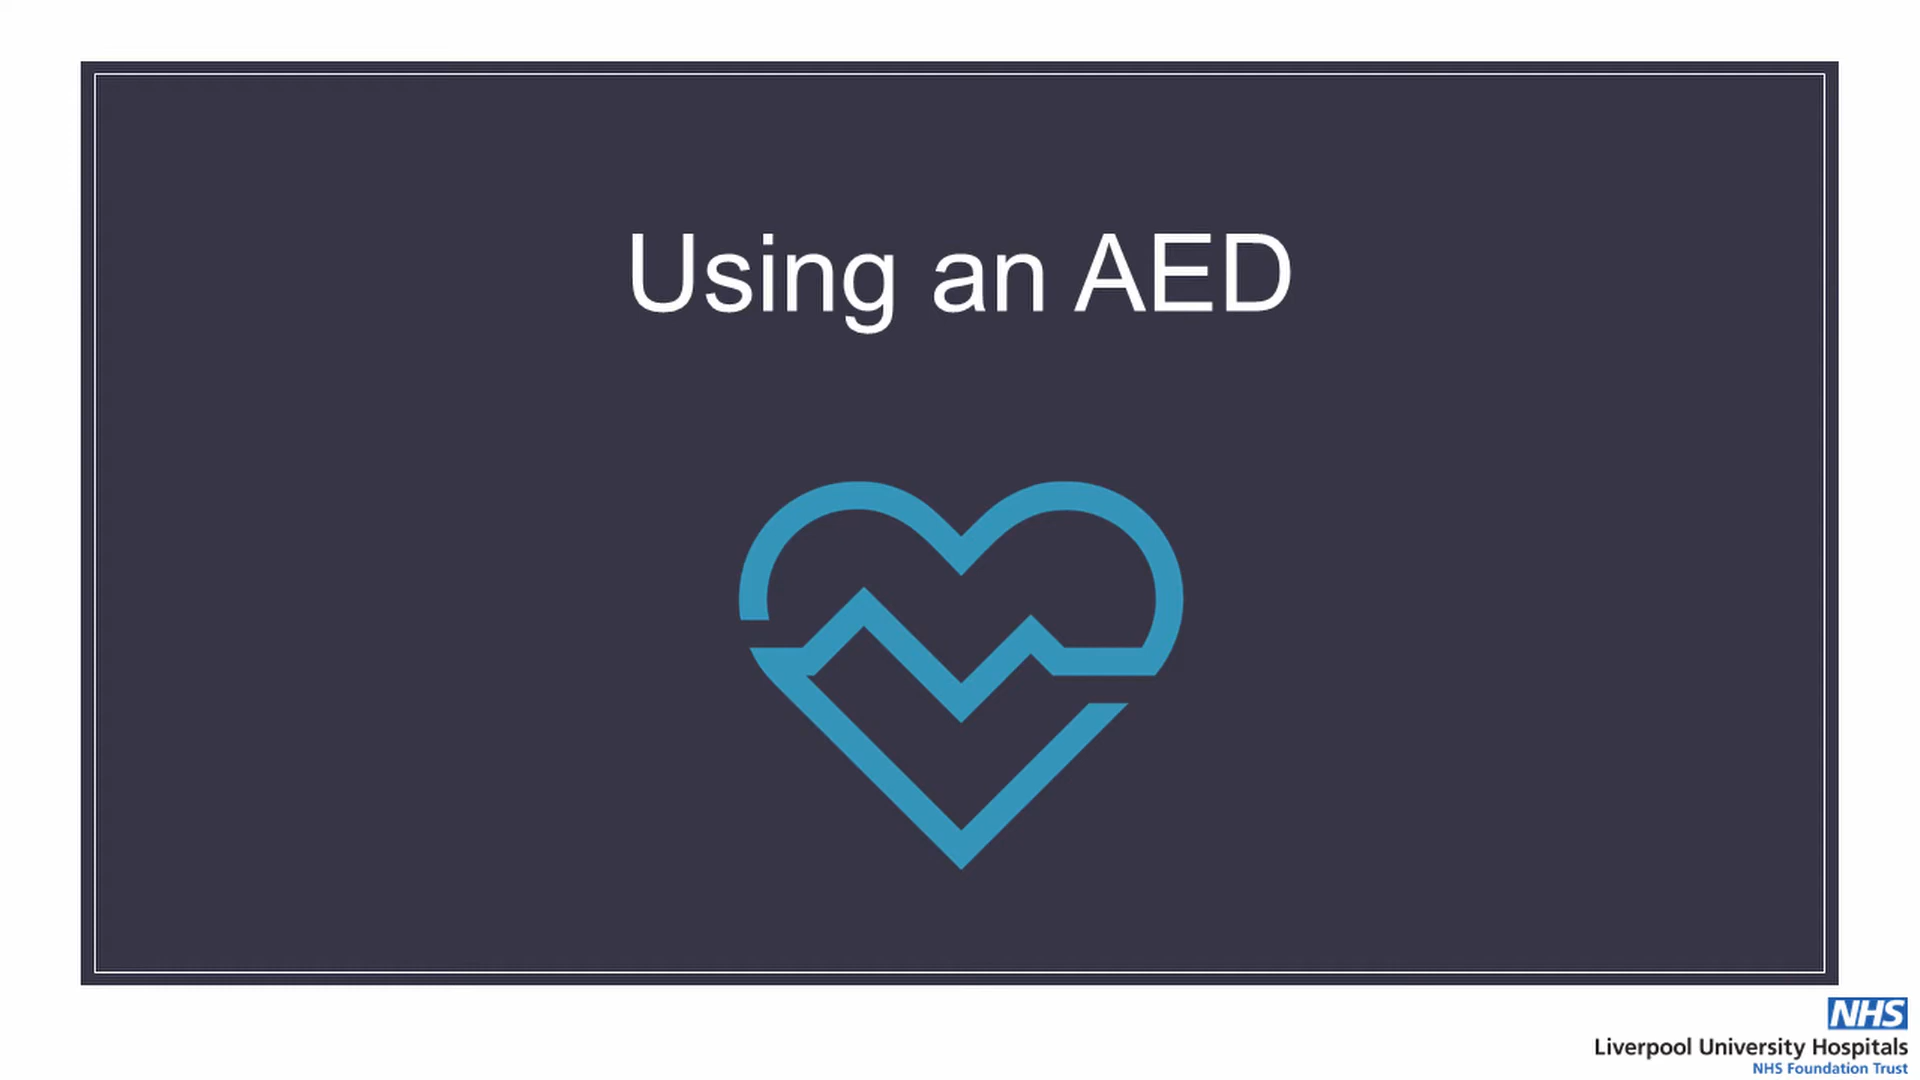 Using an AED
NHS
Liverpool University Hospitals
NHS Foundation Trust